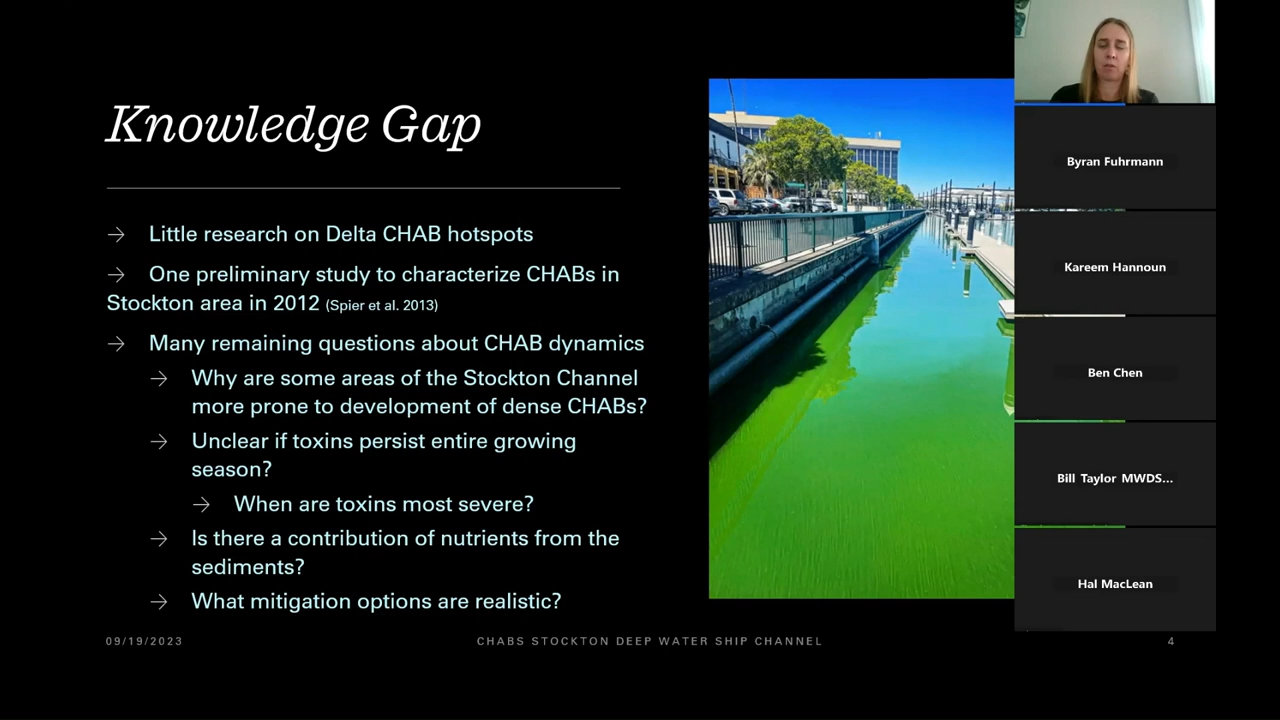 Knowledge Gap
→ Little research on Delta CHAB hotspots
→ One preliminary study to characterize CHABs in
Stockton area in 2012 (Spier et al. 2013)
→ Many remaining questions about CHAB dynamics
→ Why are some areas of the Stockton Channel
more prone to development of dense CHABs?
→ Unclear if toxins persist entire growing
season?
→ When are toxins most severe?
→ Is there a contribution of nutrients from the
sediments?
→ What mitigation options are realistic?
09/19/2023
CHABS STOCKTON DEEP WATER SHIP CHANNEL
4
Byran Fuhrmann
Kareem Hannoun
Ben Chen
Bill Taylor MWDS...
Hal MacLean